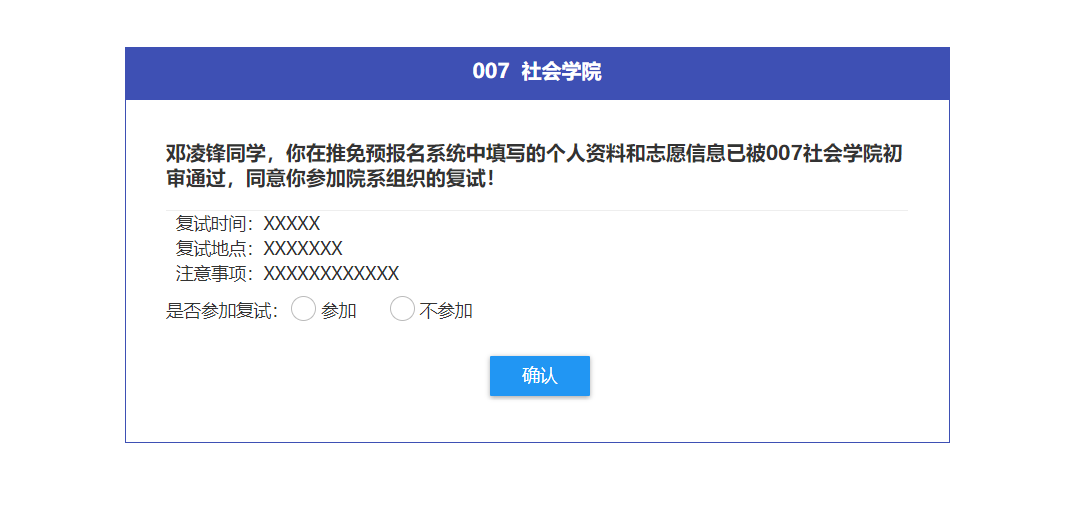 007 社会学院
邓凌锋同学，你在推免预报名系统中填写的个人资料和志愿信息已被007社会学院初
审通过，同意你参加院系组织的复试！
复试时间：XXXXX
复试地点：XXXXXXX
注意事项：XXXXXXXXXXXX
是否参加复试： 参加 不参加
确认